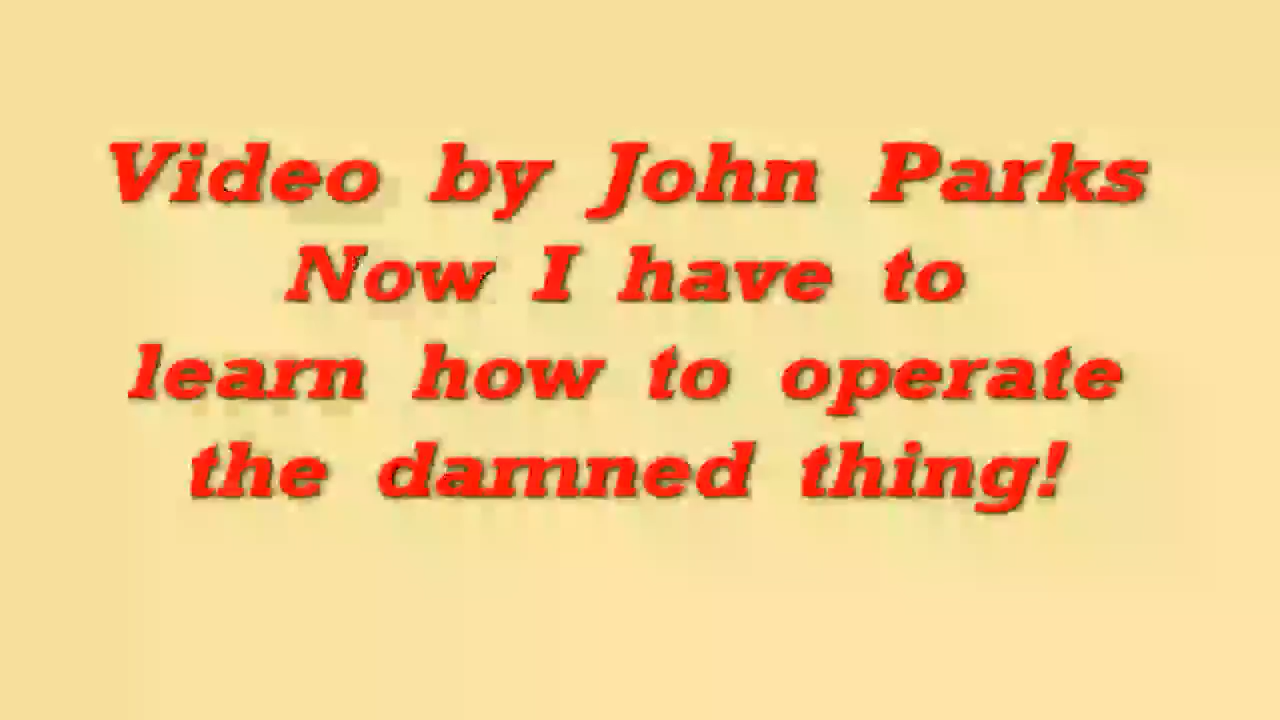 Video by John Parks
Now I have to
learn how to operate
the damned thing!